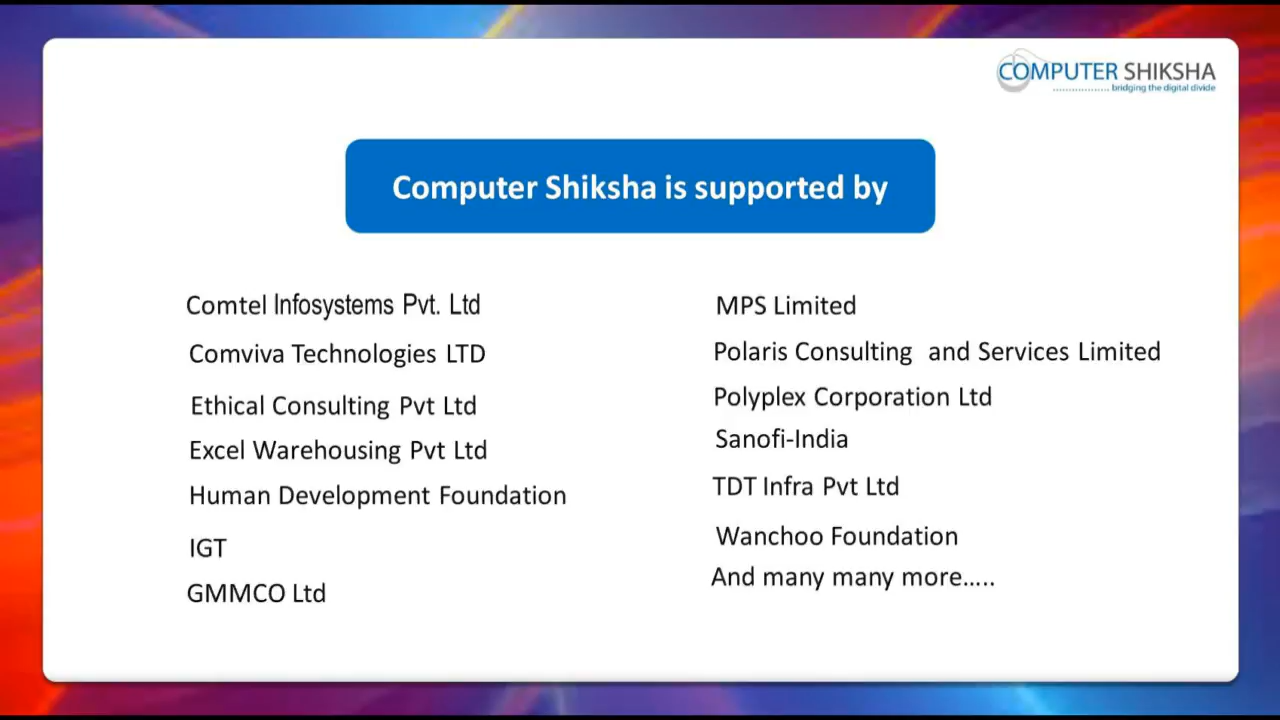 COMPUTER SHIKSHA
bridging the digital divide
Computer Shiksha is supported by
Comtel Infosystems Pvt. Ltd
Comviva Technologies LTD
Ethical Consulting Pvt Ltd
Excel Warehousing Pvt Ltd
Human Development Foundation
IGT
GMMCO Ltd
MPS Limited
Polaris Consulting and Services Limited
Polyplex Corporation Ltd
Sanofi-India
TDT Infra Pvt Ltd
Wanchoo Foundation
And many many more.....